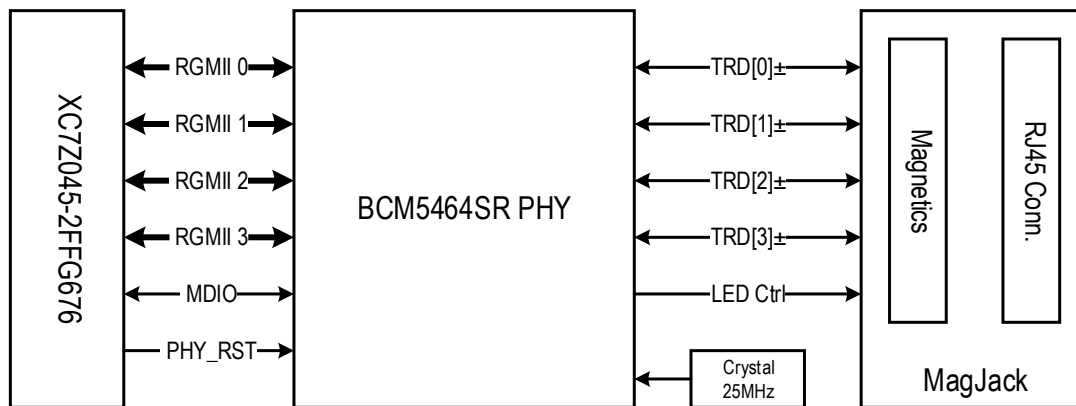 XC7Z045-2FFG676
RGMII 0
RGMII 1
RGMII 2
RGMII 3
MDIO
PHY_RST
BCM5464SR PHY
TRD[0]±
TRD[1]±
TRD[2]±
TRD[3]±
LED Ctrl
Crystal
25MHz
Magnetics
RJ45 Conn.
MagJack